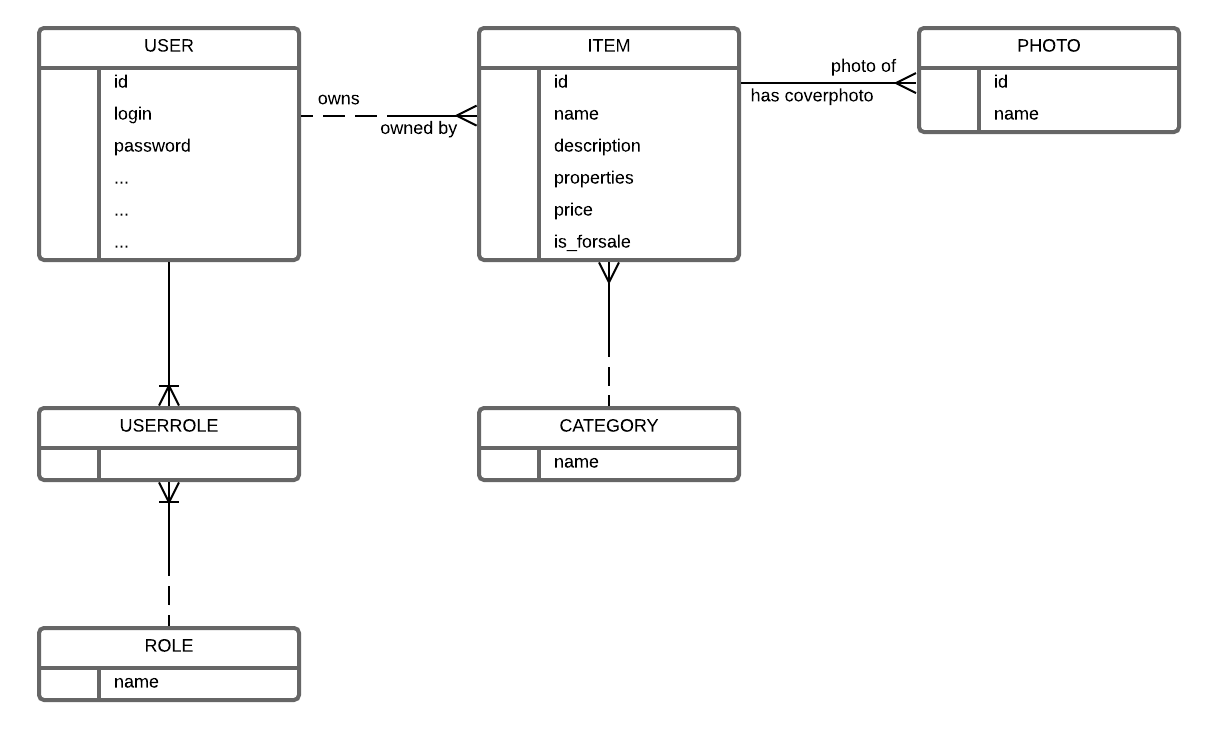 USER
id
login
password
...
...
...
owns
owned by
ITEM
id
name
description
properties
price
is_forsale
photo of
has coverphoto
PHOTO
id
name
USERROLE
CATEGORY
name
ROLE
name